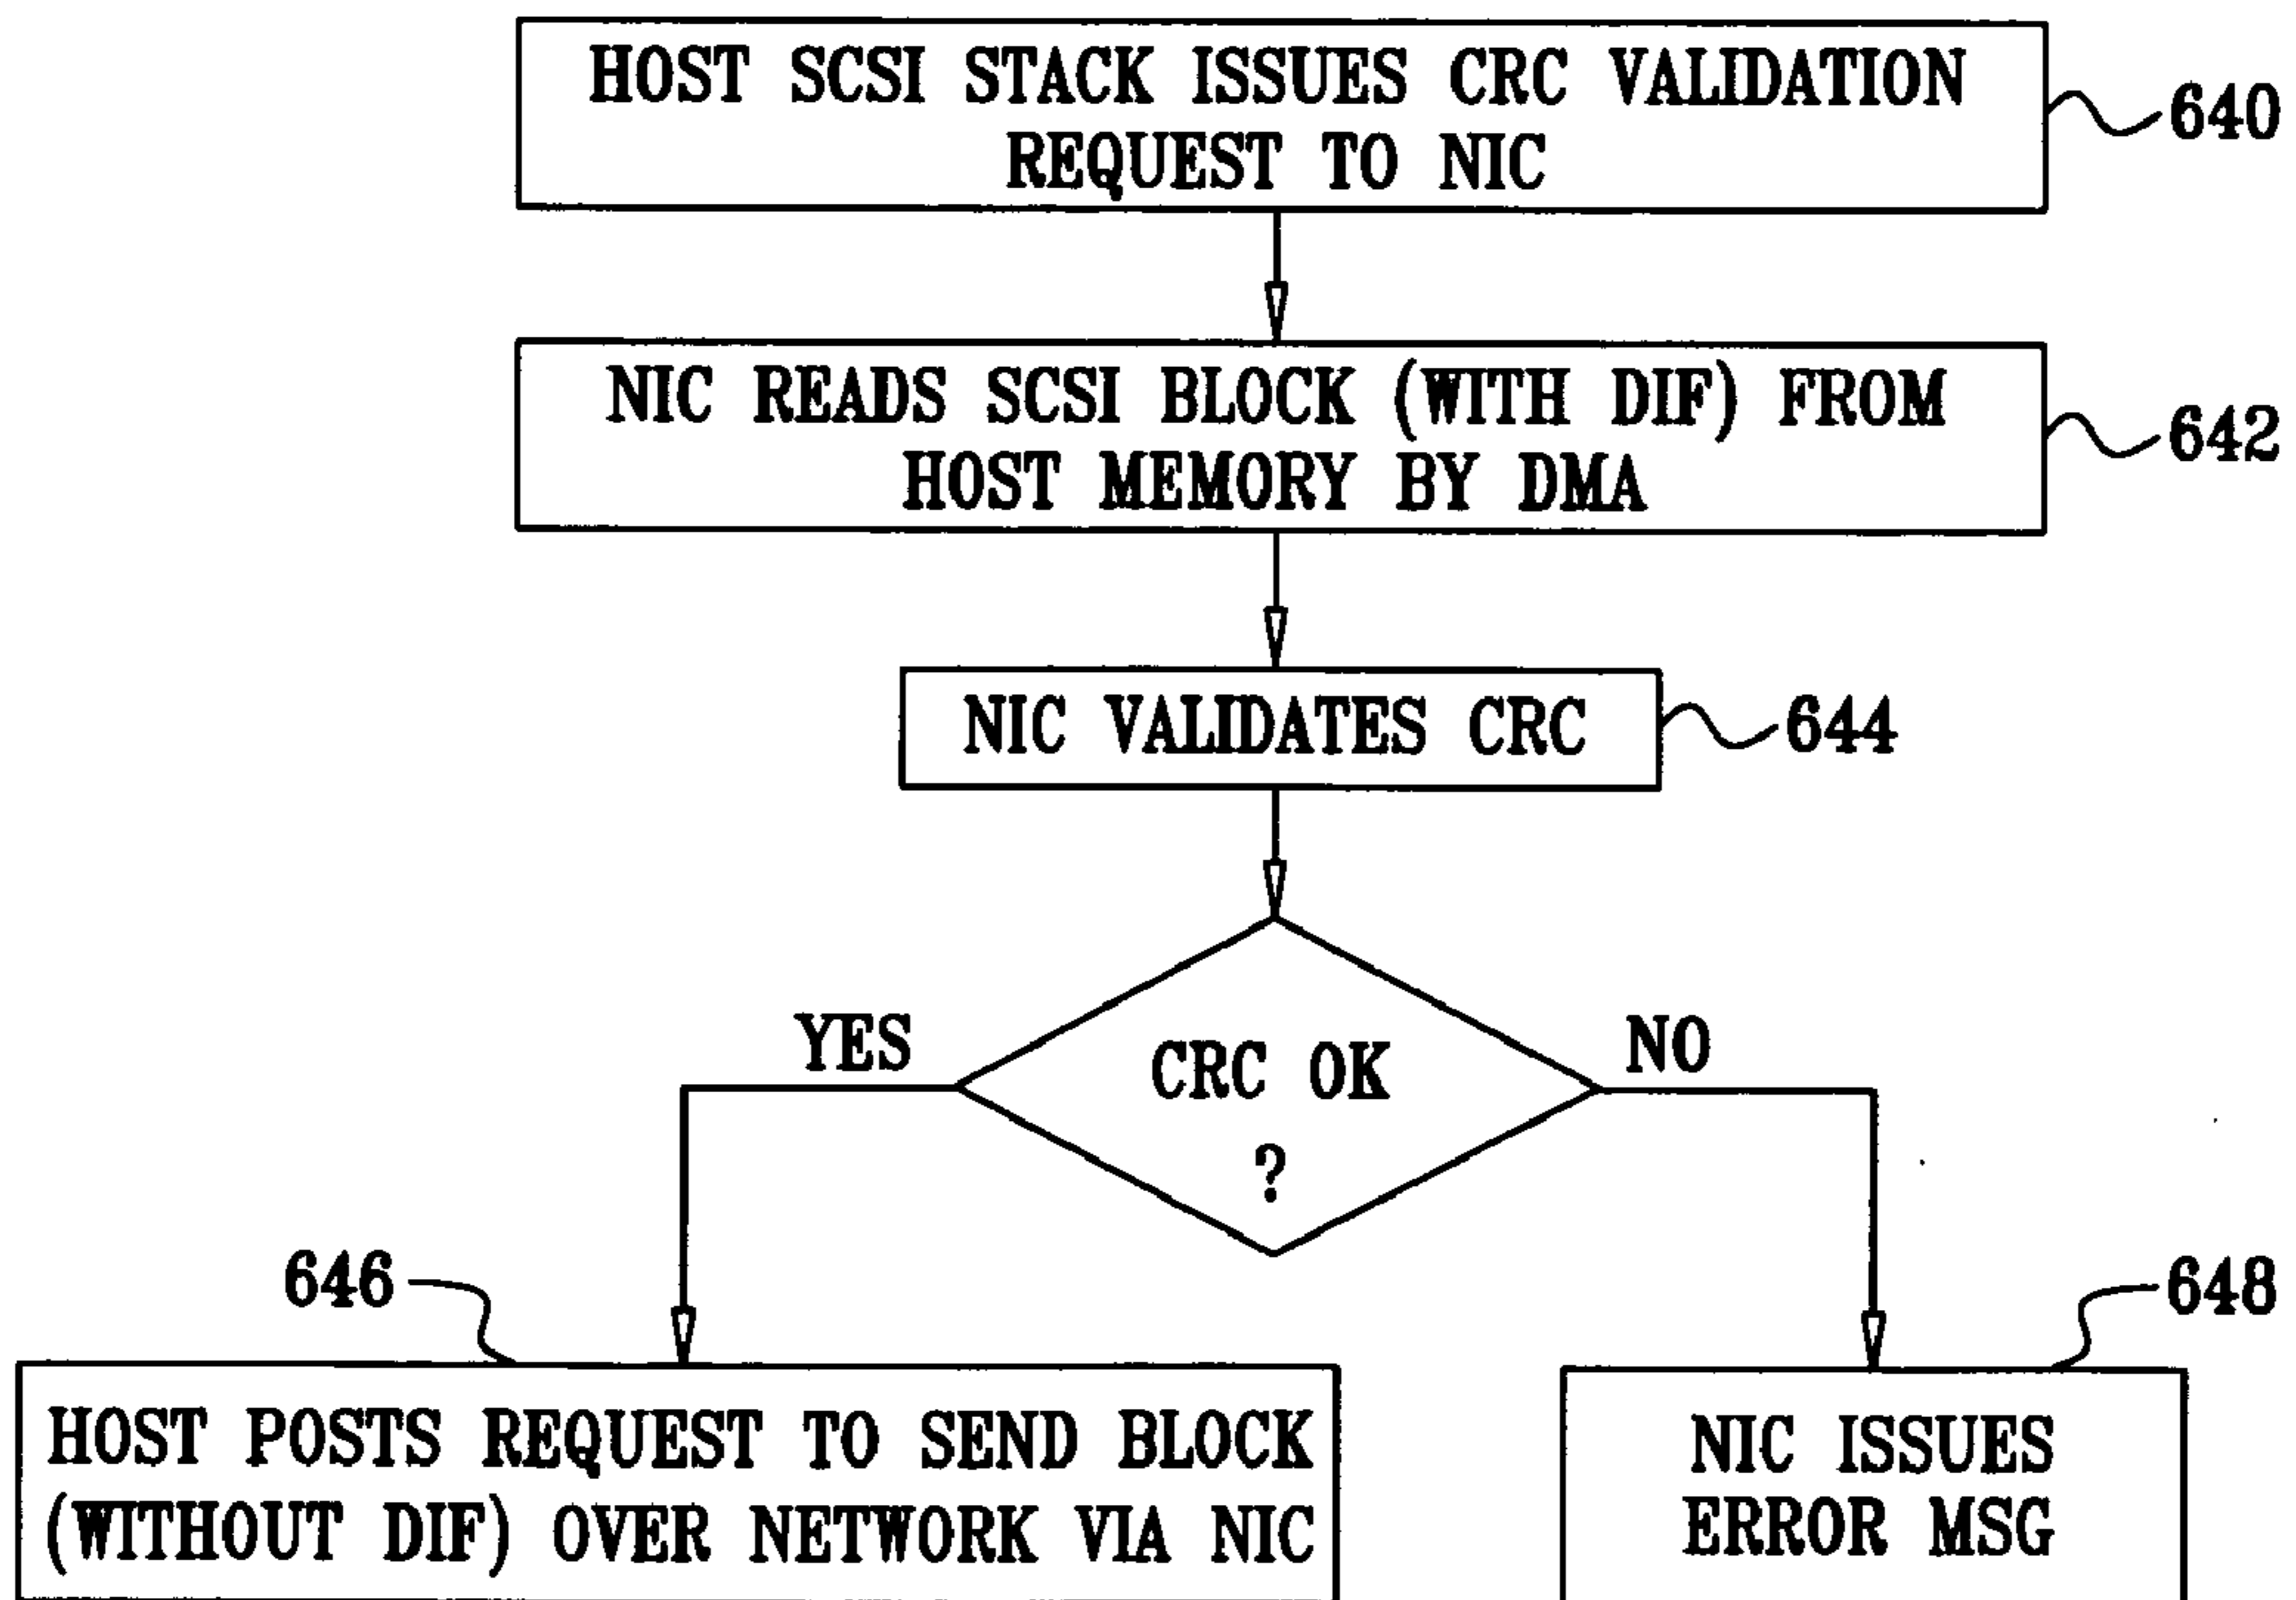 HOST SCSI STACK ISSUES CRC VALIDATION
REQUEST TO NIC
640
NIC READS SCSI BLOCK (WITH DIF) FROM
HOST MEMORY BY DMA
642
NIC VALIDATES CRC
644
YES
CRC OK
?
NO
646
648
HOST POSTS REQUEST TO SEND BLOCK
(WITHOUT DIF) OVER NETWORK VIA NIC
NIC ISSUES
ERROR MSG